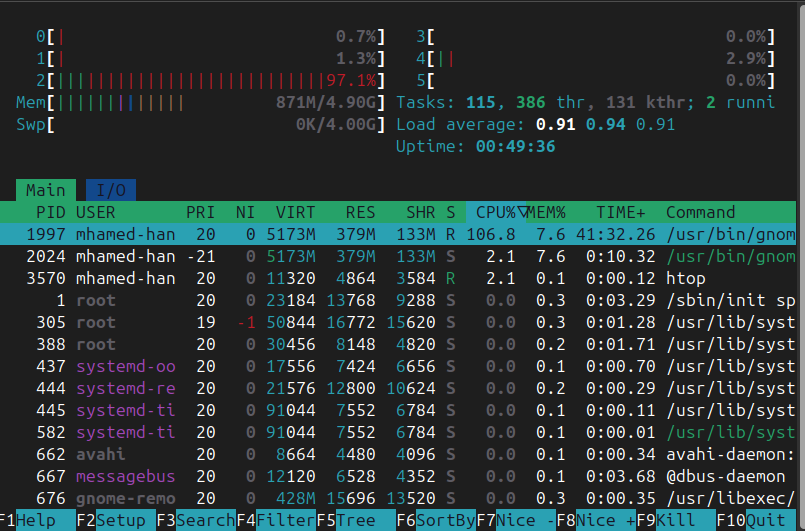 0[| 0.7%] 3[ 0.0%]
1[| 1.3%] 4[|| 2.9%]
2[|||||||||||||||||||||||||||97.1%] 5[ 0.0%]
Mem[||||||||||||| 871M/4.90G] Tasks: 115, 386 thr, 131 kthr; 2 runni
Swp[ 0K/4.00G] Load average: 0.91 0.94 0.91
Uptime: 00:49:36
Main I/O
PID USER PRI NI VIRT RES SHR S CPU%▽MEM% TIME+ Command
1997 mhamed-han 20 0 5173M 379M 133M R 106.8 7.6 41:32.26 /usr/bin/gnom
2024 mhamed-han -21 0 5173M 379M 133M S 2.1 7.6 0:10.32 /usr/bin/gnom
3570 mhamed-han 20 0 11320 4864 3584 R 2.1 0.1 0:00.12 htop
1 root 20 0 23184 13768 9288 S 0.0 0.3 0:03.29 /sbin/init sp
305 root 19 -1 50844 16772 15620 S 0.0 0.3 0:01.28 /usr/lib/syst
388 root 20 0 30456 8148 4820 S 0.0 0.2 0:01.71 /usr/lib/syst
437 systemd-oo 20 0 17556 7424 6656 S 0.0 0.1 0:00.70 /usr/lib/syst
444 systemd-re 20 0 21576 12800 10624 S 0.0 0.3 0:00.29 /usr/lib/syst
445 systemd-ti 20 0 91044 7552 6784 S 0.0 0.1 0:00.11 /usr/lib/syst
582 systemd-ti 20 0 91044 7552 6784 S 0.0 0.1 0:00.01 /usr/lib/syst
662 avahi 20 0 8664 4480 4096 S 0.0 0.1 0:00.34 avahi-daemon:
667 messagebus 20 0 12120 6528 4352 S 0.0 0.1 0:03.68 @dbus-daemon
676 gnome-remo 20 0 428M 15696 13520 S 0.0 0.3 0:00.35 /usr/libexec/
F1Help F2Setup F3SearchF4FilterF5Tree F6SortByF7Nice -F8Nice +F9Kill F10Quit